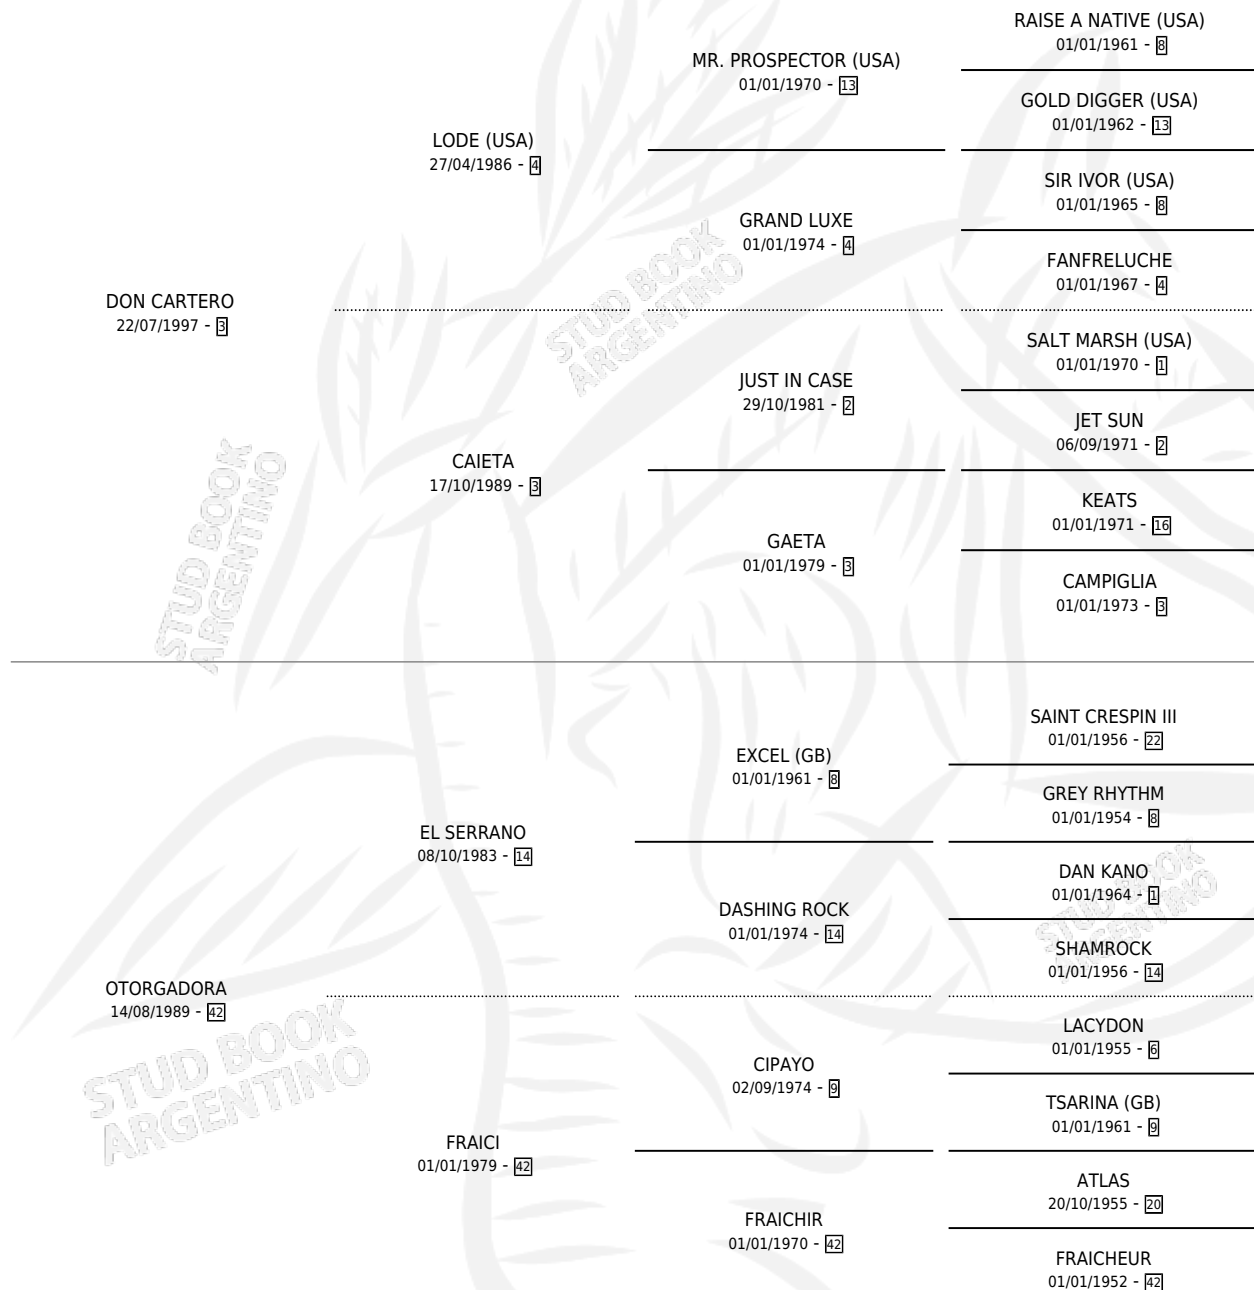 RAISE A NATIVE (USA)
01/01/1961 - 8
MR. PROSPECTOR (USA)
01/01/1970 - 13
GOLD DIGGER (USA)
01/01/1962 - 13
LODE (USA)
27/04/1986 - 4
SIR IVOR (USA)
01/01/1965 - 8
GRAND LUXE
01/01/1974 - 4
FANFRELUCHE
01/01/1967 - 4
DON CARTERO
22/07/1997 - 3
SALT MARSH (USA)
01/01/1970 - 1
JUST IN CASE
29/10/1981 - 2
JET SUN
06/09/1971 - 2
CAIETA
17/10/1989 - 3
KEATS
01/01/1971 - 16
GAETA
01/01/1979 - 3
CAMPIGLIA
01/01/1973 - 3
SAINT CRESPIN III
01/01/1956 - 22
EXCEL (GB)
01/01/1961 - 8
GREY RHYTHM
01/01/1954 - 8
EL SERRANO
08/10/1983 - 14
DAN KANO
01/01/1964 - 1
DASHING ROCK
01/01/1974 - 14
SHAMROCK
01/01/1956 - 14
OTORGADORA
14/08/1989 - 42
LACYDON
01/01/1955 - 6
CIPAYO
02/09/1974 - 9
TSARINA (GB)
01/01/1961 - 9
FRAICI
01/01/1979 - 42
ATLAS
20/10/1955 - 20
FRAICHIR
01/01/1970 - 42
FRAICHEUR
01/01/1952 - 42
STUD BOOK
ARGENTINO
STUD BOOK
ARGENTINO
STUD BOOK
ARGENTINO
STUD BOOK
ARGENTINO